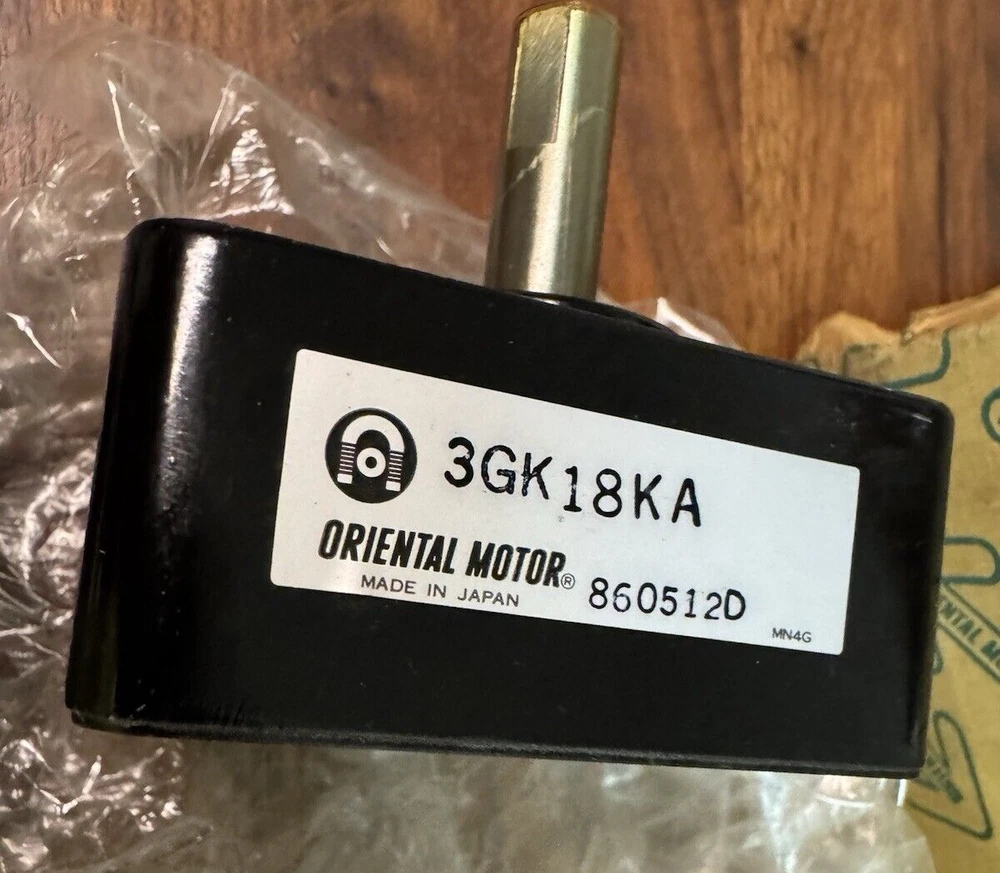 3GK18KA
ORIENTAL MOTOR®
MADE IN JAPAN
860512D
MN4G